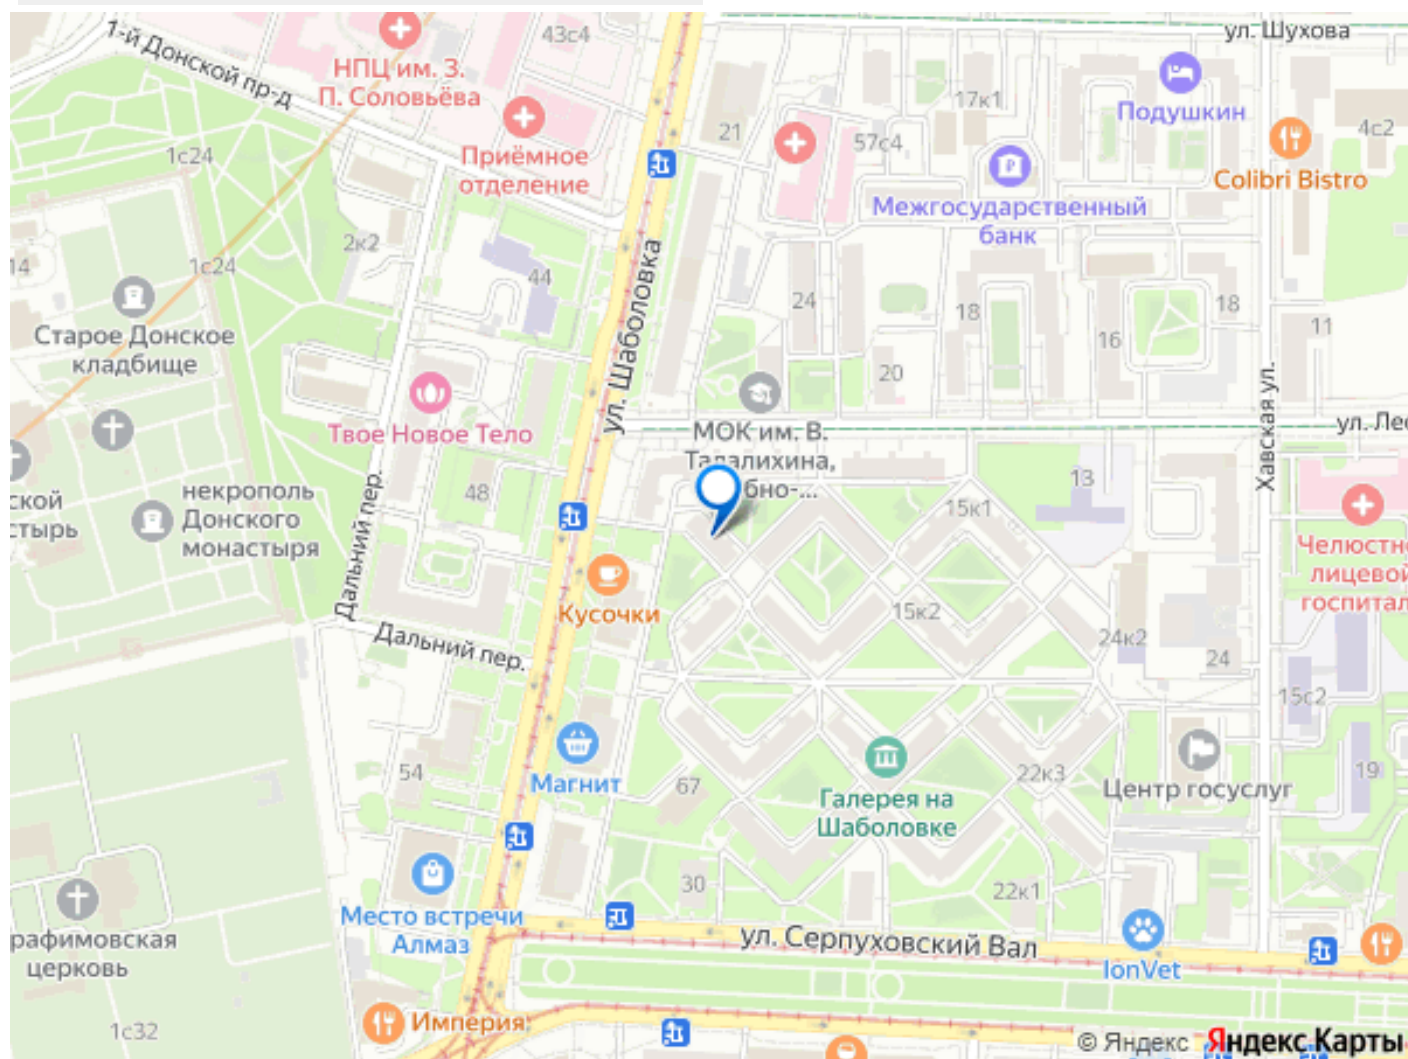 1-й Донской пр-д
43с4
НПЦ им. З.
П. Соловьёва
ул. Шухова
Подушкин
17к1
21
57с4
4с2
Colibri Bistro
1с24
Приёмное
отделение
Межгосударственный
банк
2к2
14
1с24
44
ул. Шаболовка
24
18
18
16
11
Старое Донское
кладбище
20
Твое Новое Тело
МОК им. В.
Талалихина,
Хавская ул.
48
13
15к1
некрополь
Донского
монастыря
Дальний пер.
Кусочки
15к2
Дальний пер.
24к2
24
15с2
54
Магнит
67
22к3
Центр госуслуг
19
Галерея на
Шаболовке
30
22к1
Место встречи
Алмаз
ул. Серпуховский Вал
IonVet
церковь
1с32
Империя
© Яндекс Яндекс Карты